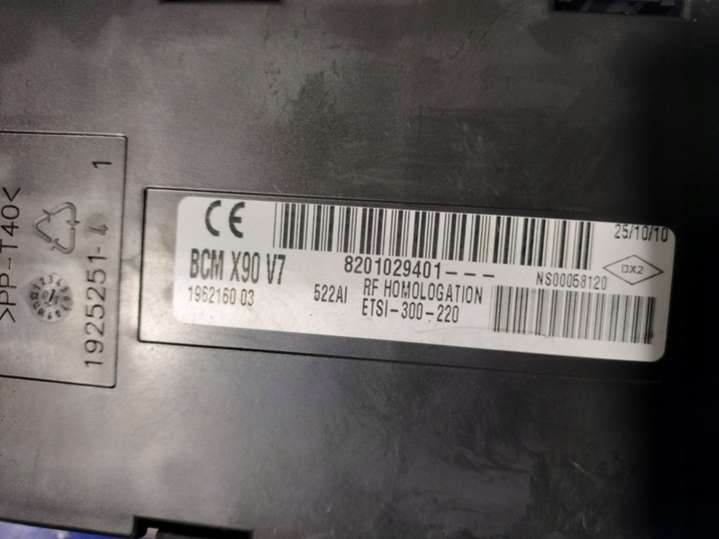 >PP-T40<
1925251-4 1
CE
25/10/10
BCM X90 V7
8201029401---
NS00058120
DX2
1962160 03
522AI
RF HOMOLOGATION
ETSI-300-220